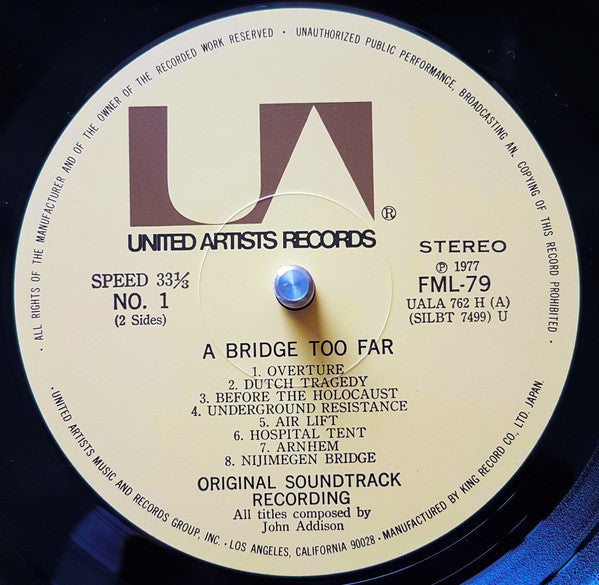 · ALL RIGHTS OF THE MANUFACTURER AND OF THE OWNER OF THE RECORDED WORK RESERVED · UNAUTHORIZED PUBLIC PERFORMANCE, BROADCASTING AN. COPYING OF THIS RECORD PROHIBITED ·
UA ®
UNITED ARTISTS RECORDS
SPEED 33⅓
NO. 1
(2 Sides)
STEREO
Ⓟ 1977
FML-79
UALA 762 H (A)
(SILBT 7499) U
A BRIDGE TOO FAR
1. OVERTURE
2. DUTCH TRAGEDY
3. BEFORE THE HOLOCAUST
4. UNDERGROUND RESISTANCE
5. AIR LIFT
6. HOSPITAL TENT
7. ARNHEM
8. NIJIMEGEN BRIDGE
ORIGINAL SOUNDTRACK
RECORDING
All titles composed by
John Addison
· UNITED ARTISTS MUSIC AND RECORDS GROUP, INC. · LOS ANGELES, CALIFORNIA 90028 · MANUFACTURED BY KING RECORD CO., LTD. JAPAN.